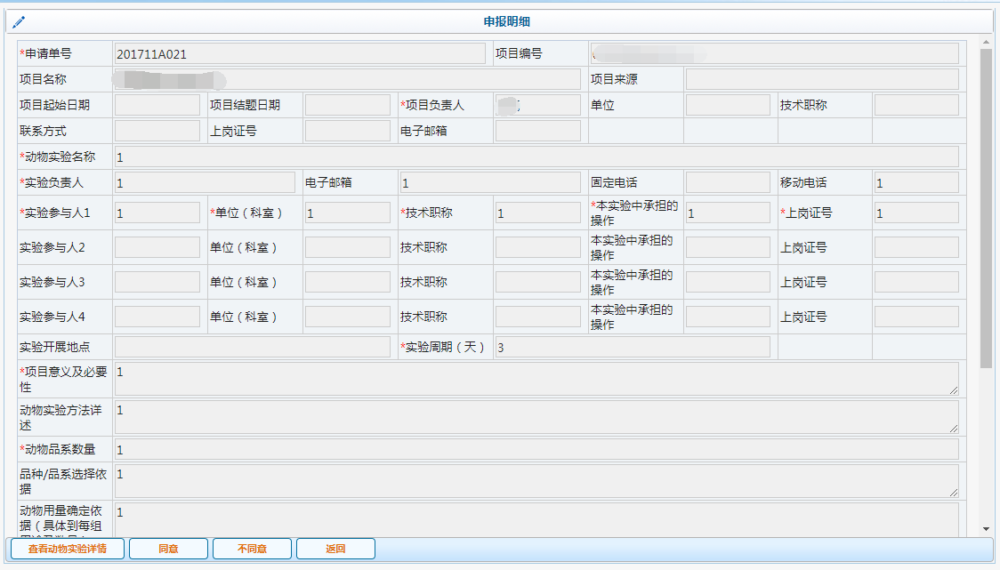 申报明细
*申请单号 201711A021 项目编号
项目名称 项目来源
项目起始日期 项目结题日期 *项目负责人 单位 技术职称
联系方式 上岗证号 电子邮箱
*动物实验名称 1
*实验负责人 1 电子邮箱 1 固定电话 移动电话 1
*实验参与人1 1 *单位（科室） 1 *技术职称 1 *本实验中承担的
操作 1 *上岗证号 1
实验参与人2 单位（科室） 技术职称 本实验中承担的
操作 上岗证号
实验参与人3 单位（科室） 技术职称 本实验中承担的
操作 上岗证号
实验参与人4 单位（科室） 技术职称 本实验中承担的
操作 上岗证号
实验开展地点 *实验周期（天） 3
*项目意义及必要 1
性
动物实验方法详 1
述
*动物品系数量 1
品种/品系选择依 1
据
动物用量确定依 1
据（具体到每组
查看动物实验详情 同意 不同意 返回